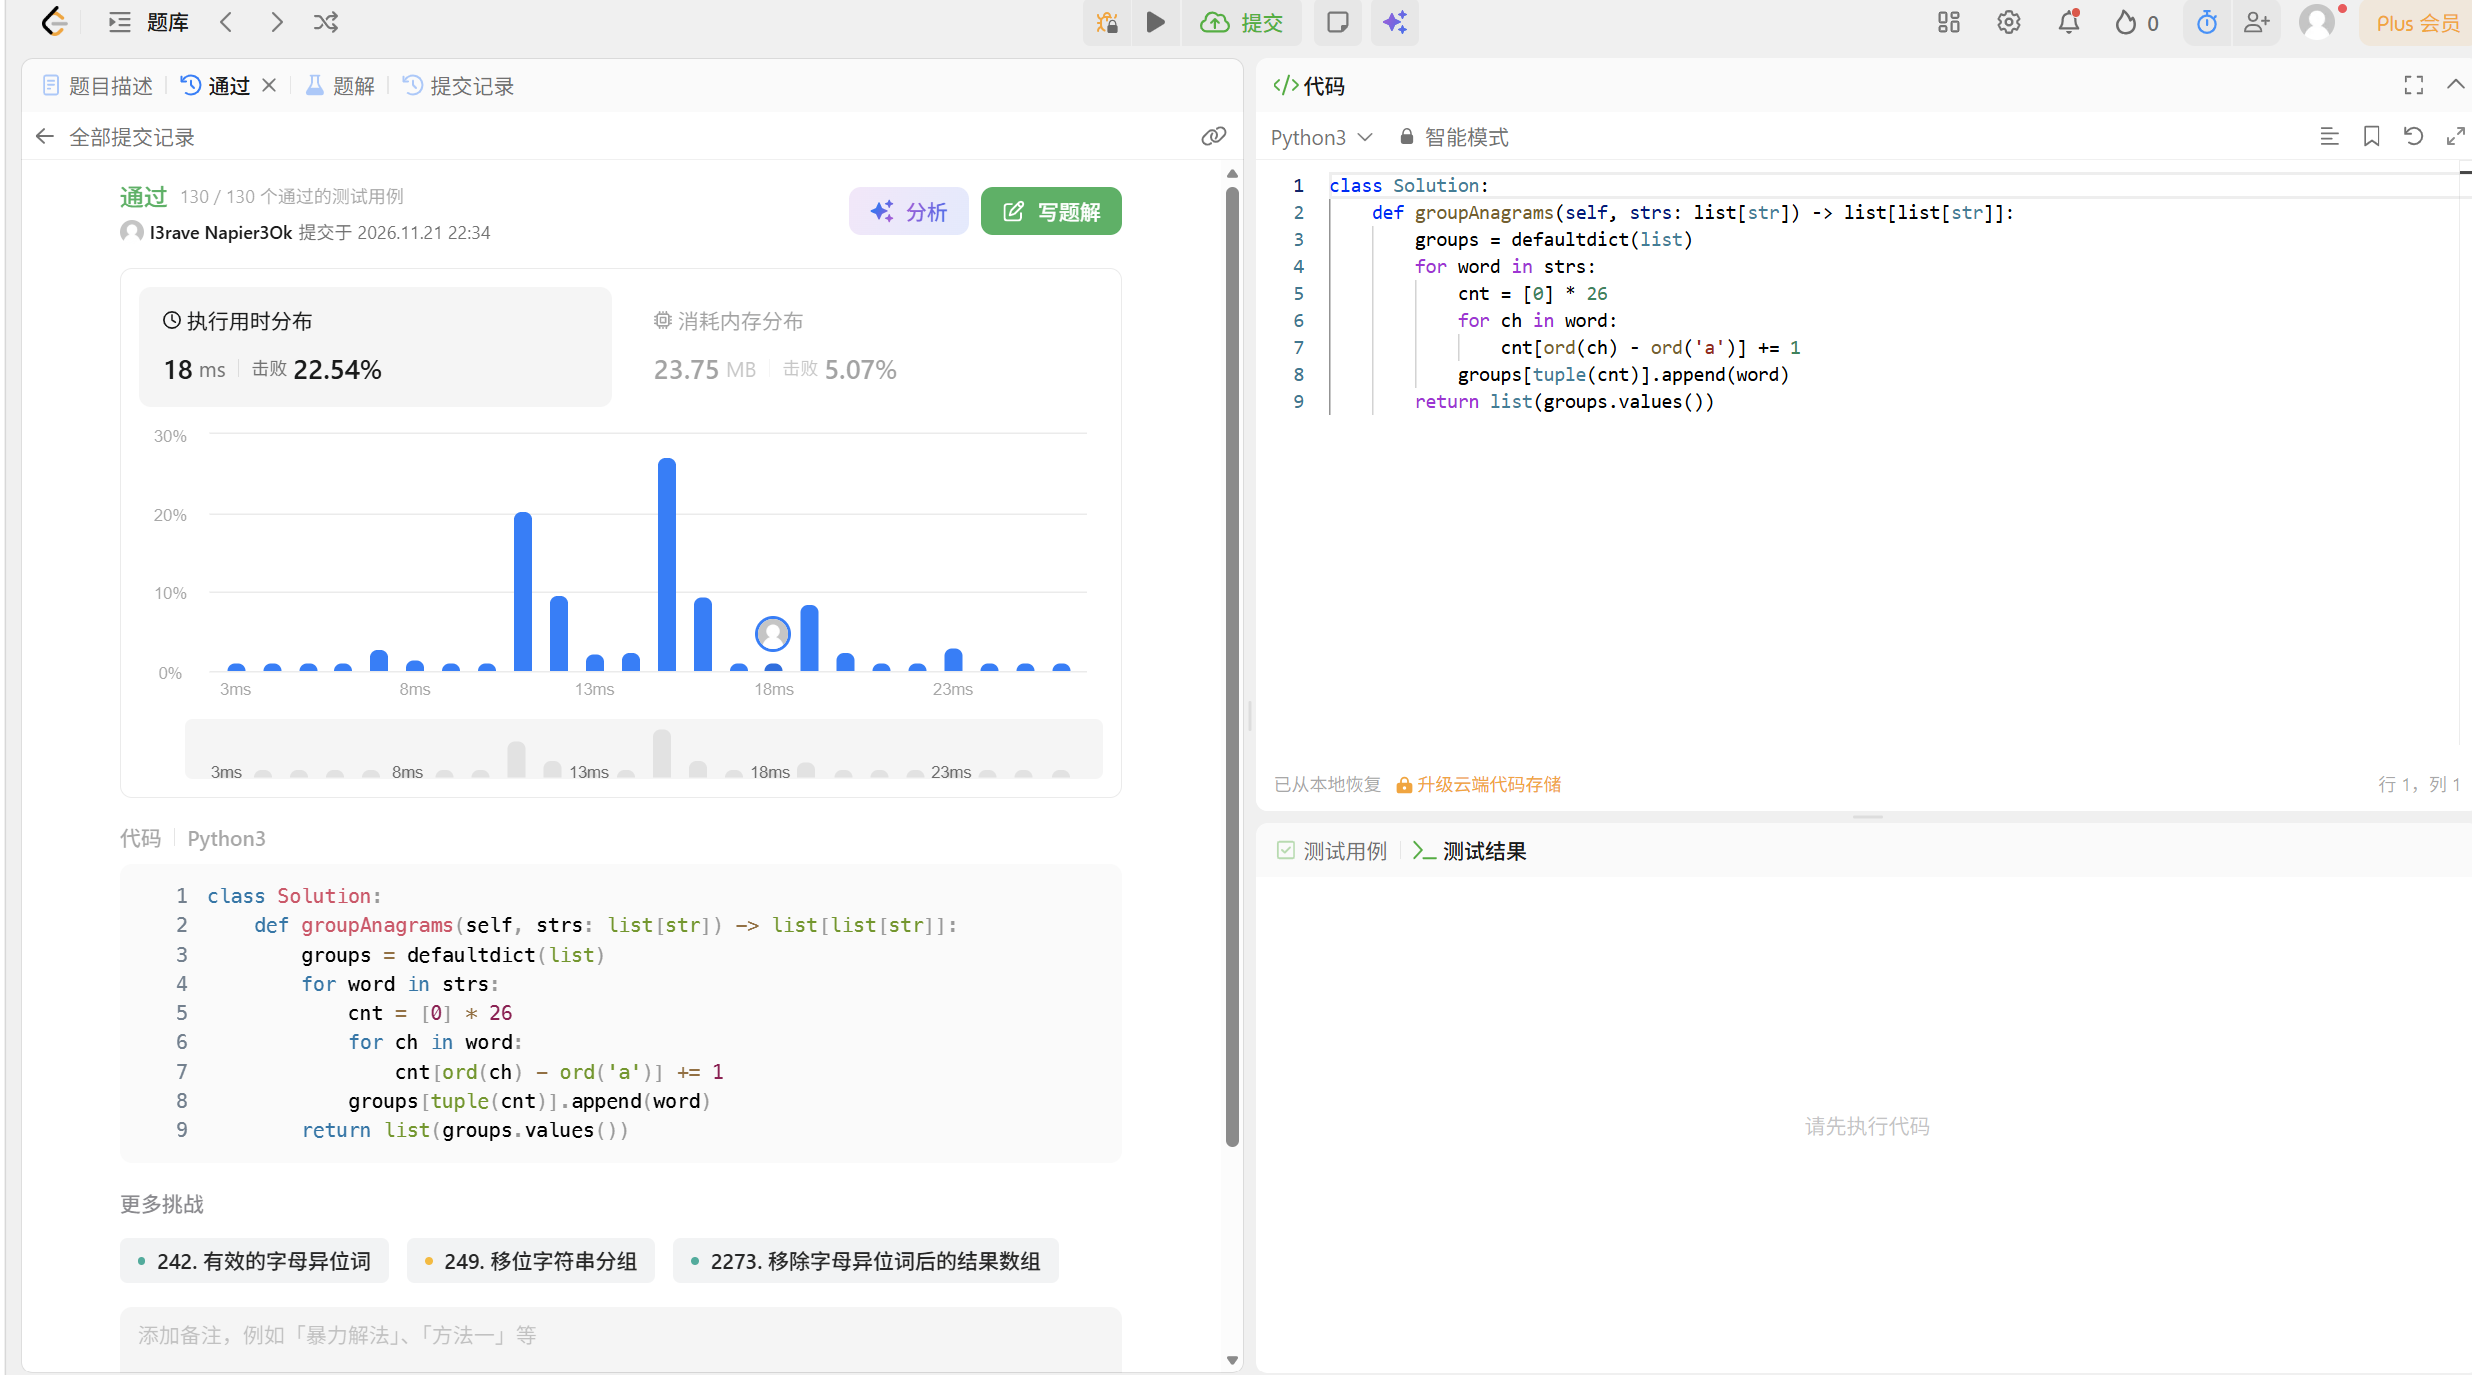 题库
提交
0
Plus 会员
题目描述
通过
题解
提交记录
全部提交记录
通过 130 / 130 个通过的测试用例
l3rave Napier3Ok 提交于 2026.11.21 22:34
分析
写题解
执行用时分布
18 ms 击败 22.54%
消耗内存分布
23.75 MB 击败 5.07%
30%
20%
10%
0%
3ms 8ms 13ms 18ms 23ms
3ms 8ms 13ms 18ms 23ms
代码 Python3
1 class Solution:
2     def groupAnagrams(self, strs: list[str]) -> list[list[str]]:
3         groups = defaultdict(list)
4         for word in strs:
5             cnt = [0] * 26
6             for ch in word:
7                 cnt[ord(ch) - ord('a')] += 1
8             groups[tuple(cnt)].append(word)
9         return list(groups.values())
更多挑战
242. 有效的字母异位词
249. 移位字符串分组
2273. 移除字母异位词后的结果数组
添加备注，例如「暴力解法」、「方法一」等
</> 代码
Python3 智能模式
1 class Solution:
2     def groupAnagrams(self, strs: list[str]) -> list[list[str]]:
3         groups = defaultdict(list)
4         for word in strs:
5             cnt = [0] * 26
6             for ch in word:
7                 cnt[ord(ch) - ord('a')] += 1
8             groups[tuple(cnt)].append(word)
9         return list(groups.values())
已从本地恢复 升级云端代码存储
行 1，列 1
测试用例
测试结果
请先执行代码